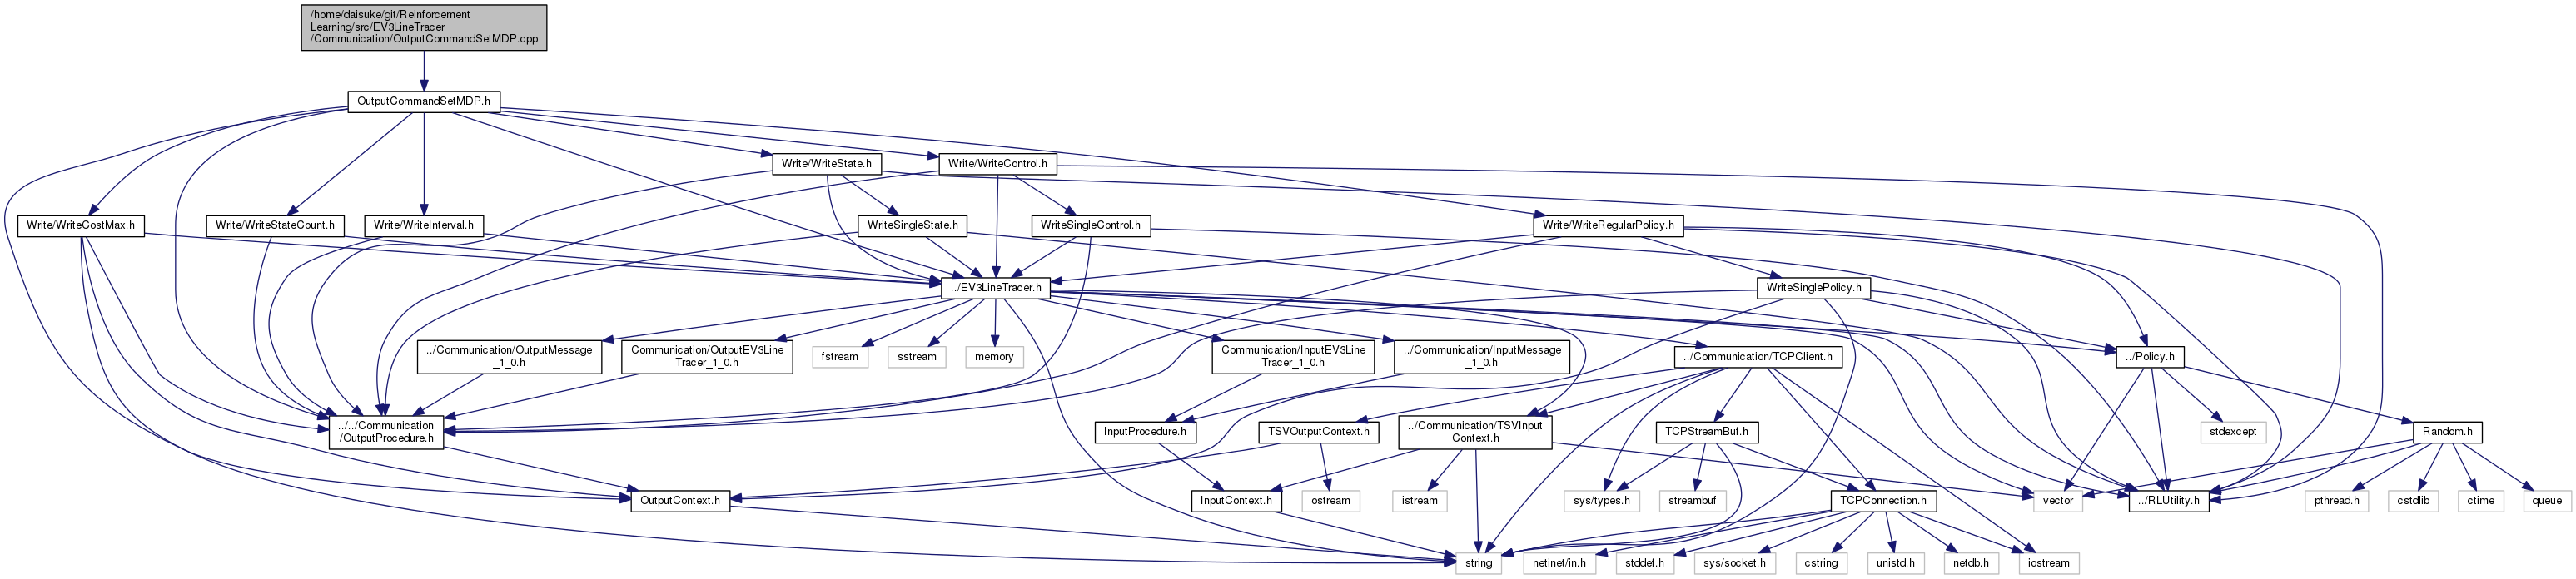 /home/daisuke/git/Reinforcement
Learning/src/EV3LineTracer
/Communication/OutputCommandSetMDP.cpp
OutputCommandSetMDP.h
Write/WriteState.h
Write/WriteControl.h
Write/WriteCostMax.h
Write/WriteStateCount.h
Write/WriteInterval.h
WriteSingleState.h
WriteSingleControl.h
Write/WriteRegularPolicy.h
../EV3LineTracer.h
WriteSinglePolicy.h
../Communication/OutputMessage
_1_0.h
Communication/OutputEV3Line
Tracer_1_0.h
fstream
sstream
memory
Communication/InputEV3Line
Tracer_1_0.h
../Communication/InputMessage
_1_0.h
../Communication/TCPClient.h
../Policy.h
../../Communication
/OutputProcedure.h
InputProcedure.h
TSVOutputContext.h
../Communication/TSVInput
Context.h
TCPStreamBuf.h
stdexcept
Random.h
OutputContext.h
InputContext.h
ostream
istream
sys/types.h
streambuf
TCPConnection.h
vector
../RLUtility.h
pthread.h
cstdlib
ctime
queue
string
netinet/in.h
stddef.h
sys/socket.h
cstring
unistd.h
netdb.h
iostream